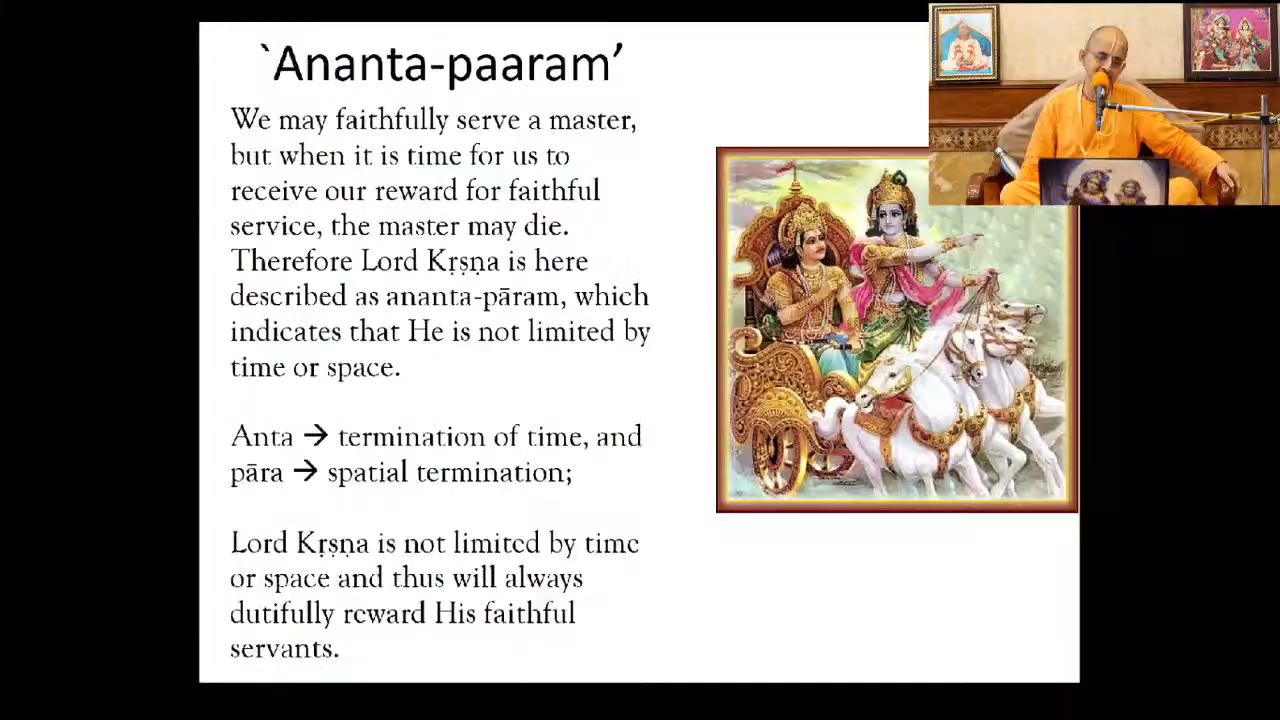 `Ananta-paaram’
We may faithfully serve a master,
but when it is time for us to
receive our reward for faithful
service, the master may die.
Therefore Lord Kṛṣṇa is here
described as ananta-pāram, which
indicates that He is not limited by
time or space.
Anta → termination of time, and
pāra → spatial termination;
Lord Kṛṣṇa is not limited by time
or space and thus will always
dutifully reward His faithful
servants.